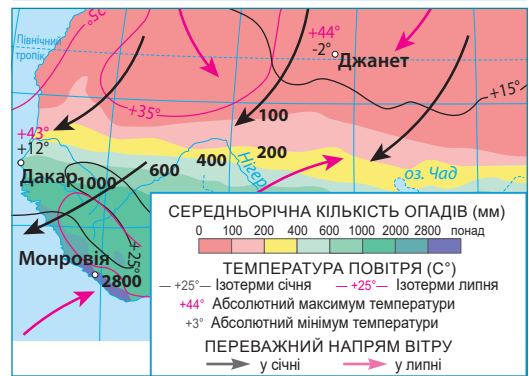 +35°
Північний
тропік
+44°
-2°
Джанет
+15°
+35°
100
+43°
+12°
200
400
600
Нігер
оз. Чад
Дакар
1000
+25°
Монровія
2800
СЕРЕДНЬОРІЧНА КІЛЬКІСТЬ ОПАДІВ (мм)
0 100 200 400 600 1000 2000 2800 понад
ТЕМПЕРАТУРА ПОВІТРЯ (С°)
— +25°— Ізотерми січня — +25°— Ізотерми липня
+44° Абсолютний максимум температури
+3° Абсолютний мінімум температури
ПЕРЕВАЖНИЙ НАПРЯМ ВІТРУ
у січні у липні